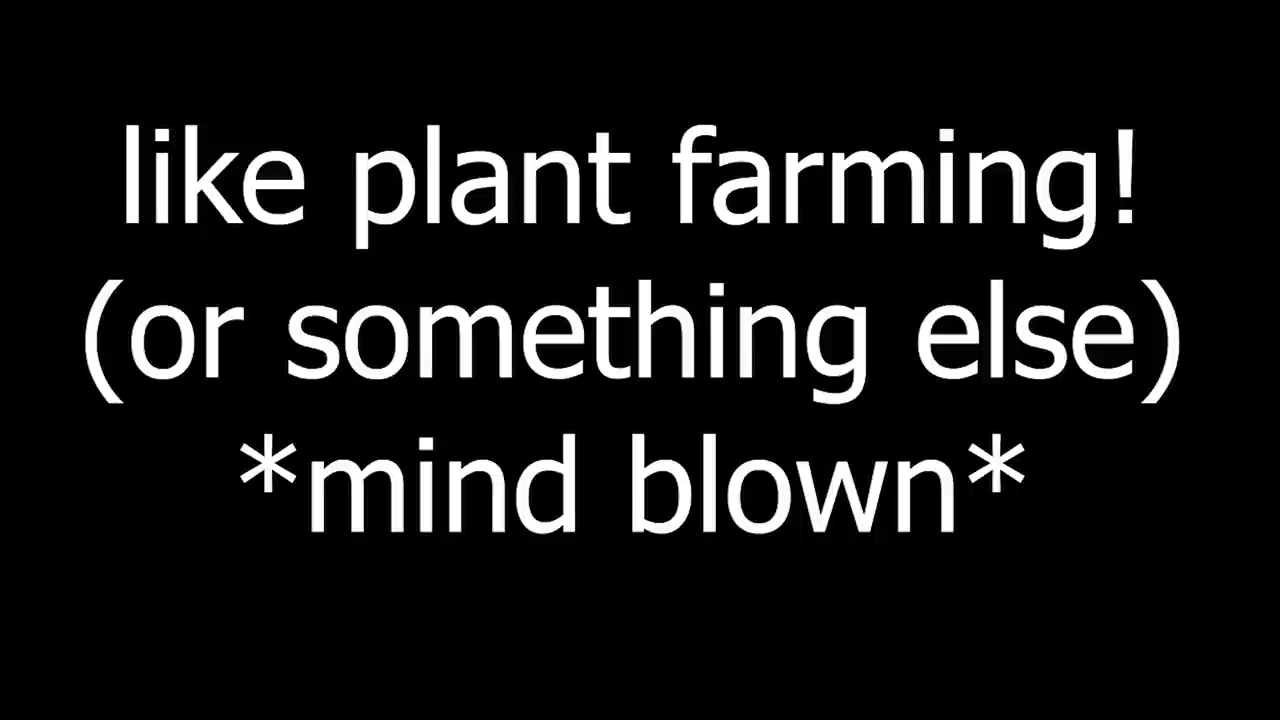 like plant farming!
(or something else)
*mind blown*